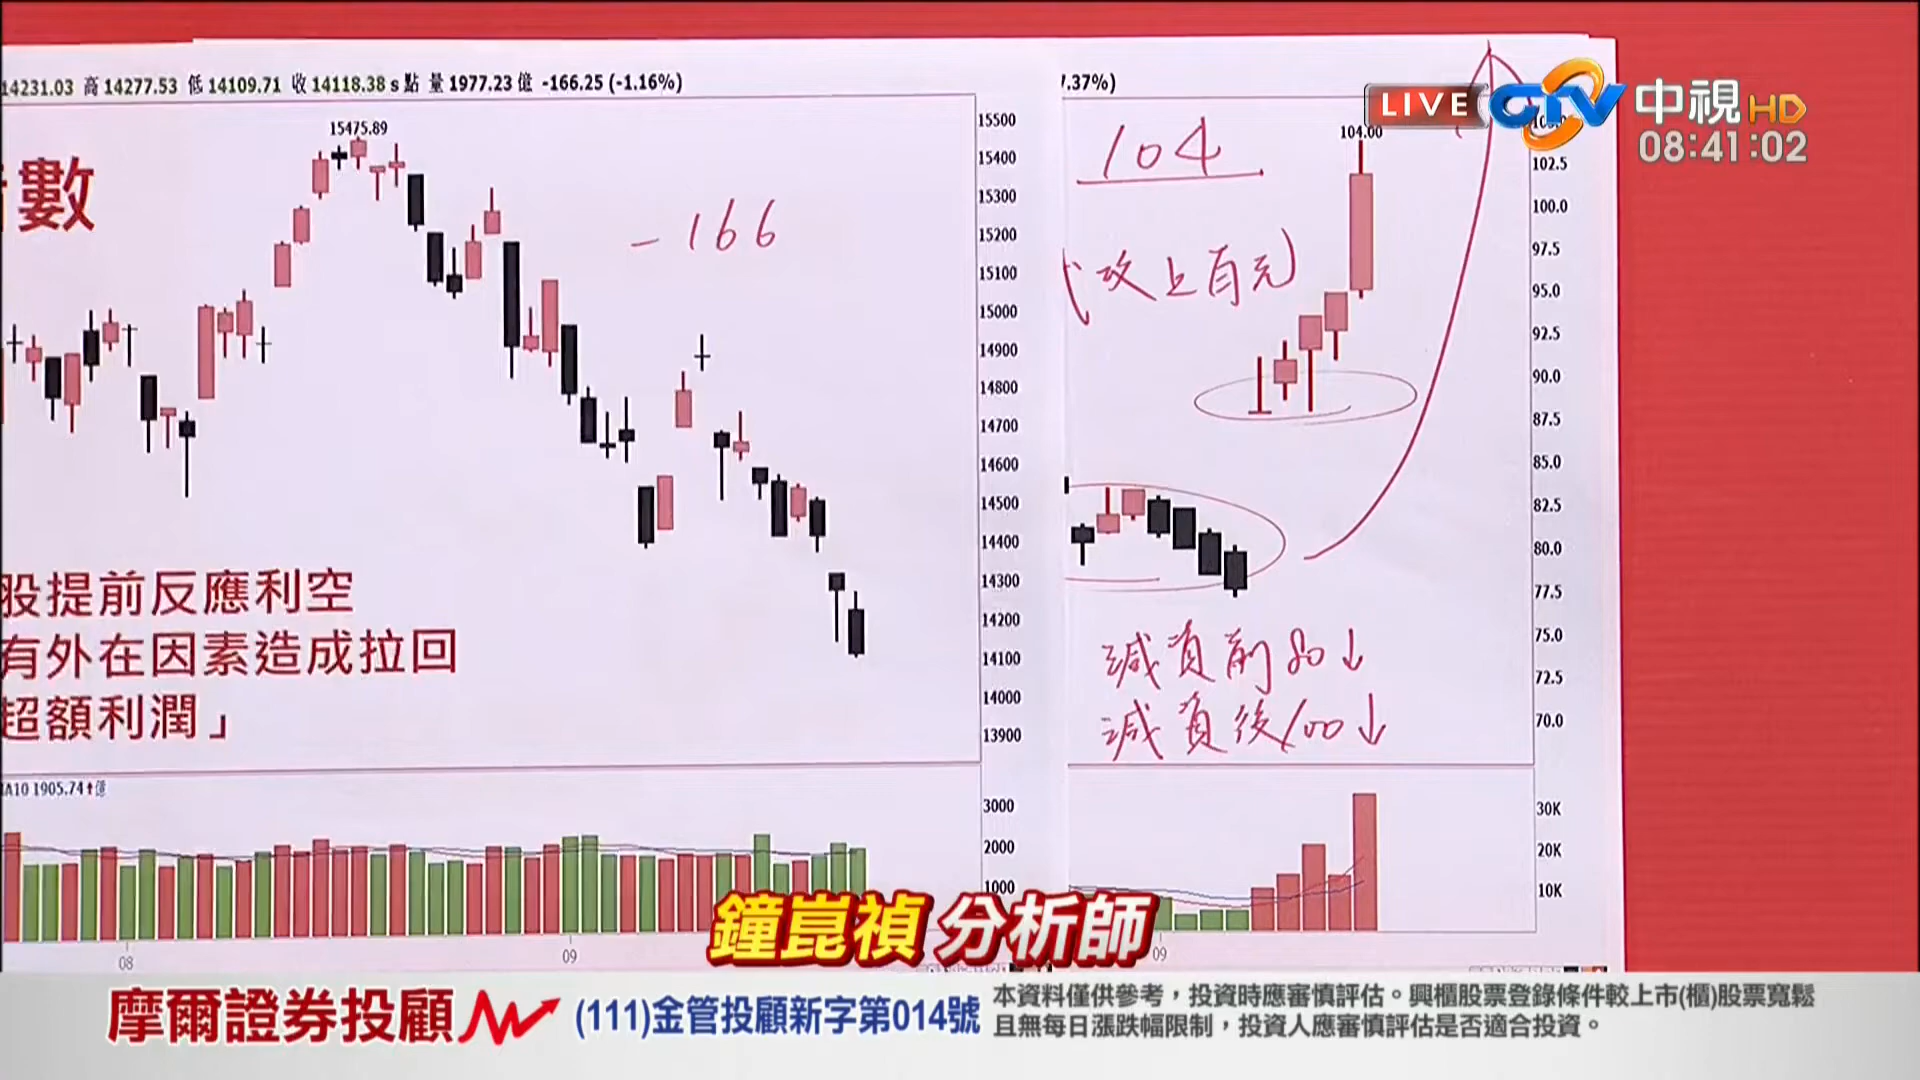 14231.03 高 14277.53 低 14109.71 收 14118.38 s 點 量 1977.23 億 -166.25 (-1.16%)
15475.89
數
-166
股提前反應利空
有外在因素造成拉回
超額利潤」
15500
15400
15300
15200
15100
15000
14900
14800
14700
14600
14500
14400
14300
14200
14100
14000
13900
A10 1905.74↑億
3000
2000
1000
08
09
7.37%)
104
104.00
(攻上百元)
減資前80↓
減資後100↓
102.5
100.0
97.5
95.0
92.5
90.0
87.5
85.0
82.5
80.0
77.5
75.0
72.5
70.0
30K
20K
10K
09
LIVE CTV 中視 HD
08:41:02
鐘崑禎 分析師
摩爾證券投顧
(111)金管投顧新字第014號
本資料僅供參考，投資時應審慎評估。興櫃股票登錄條件較上市(櫃)股票寬鬆
且無每日漲跌幅限制，投資人應審慎評估是否適合投資。